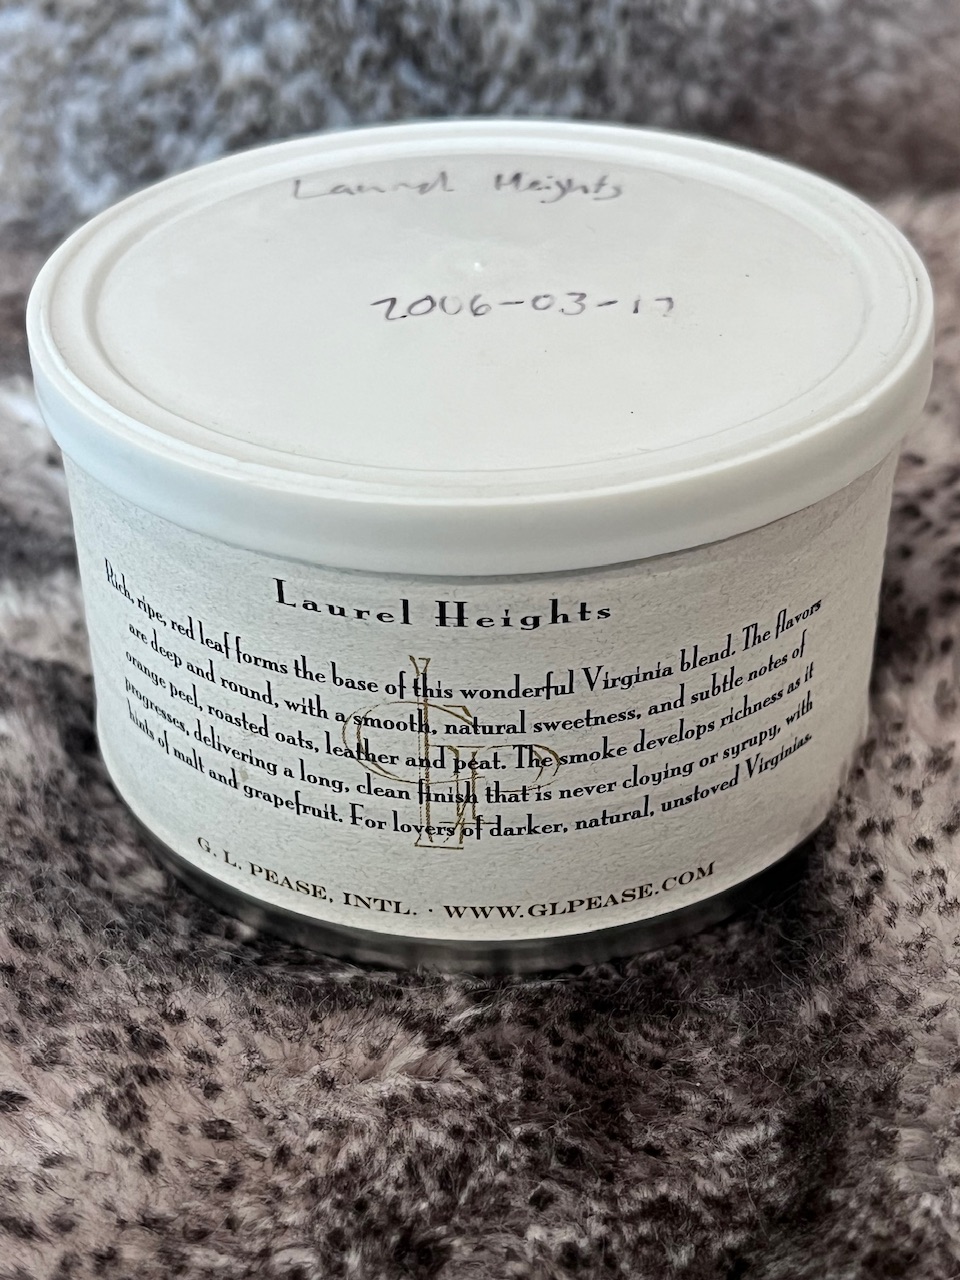 Laurel Heights
2006-03-17
Laurel Heights
Rich, ripe, red leaf forms the base of this wonderful Virginia blend. The flavors
are deep and round, with a smooth, natural sweetness, and subtle notes of
orange peel, roasted oats, leather and peat. The smoke develops richness as it
progresses, delivering a long, clean finish that is never cloying or syrupy, with
hints of malt and grapefruit. For lovers of darker, natural, unstoved Virginias.
G. L. PEASE, INTL. · WWW.GLPEASE.COM